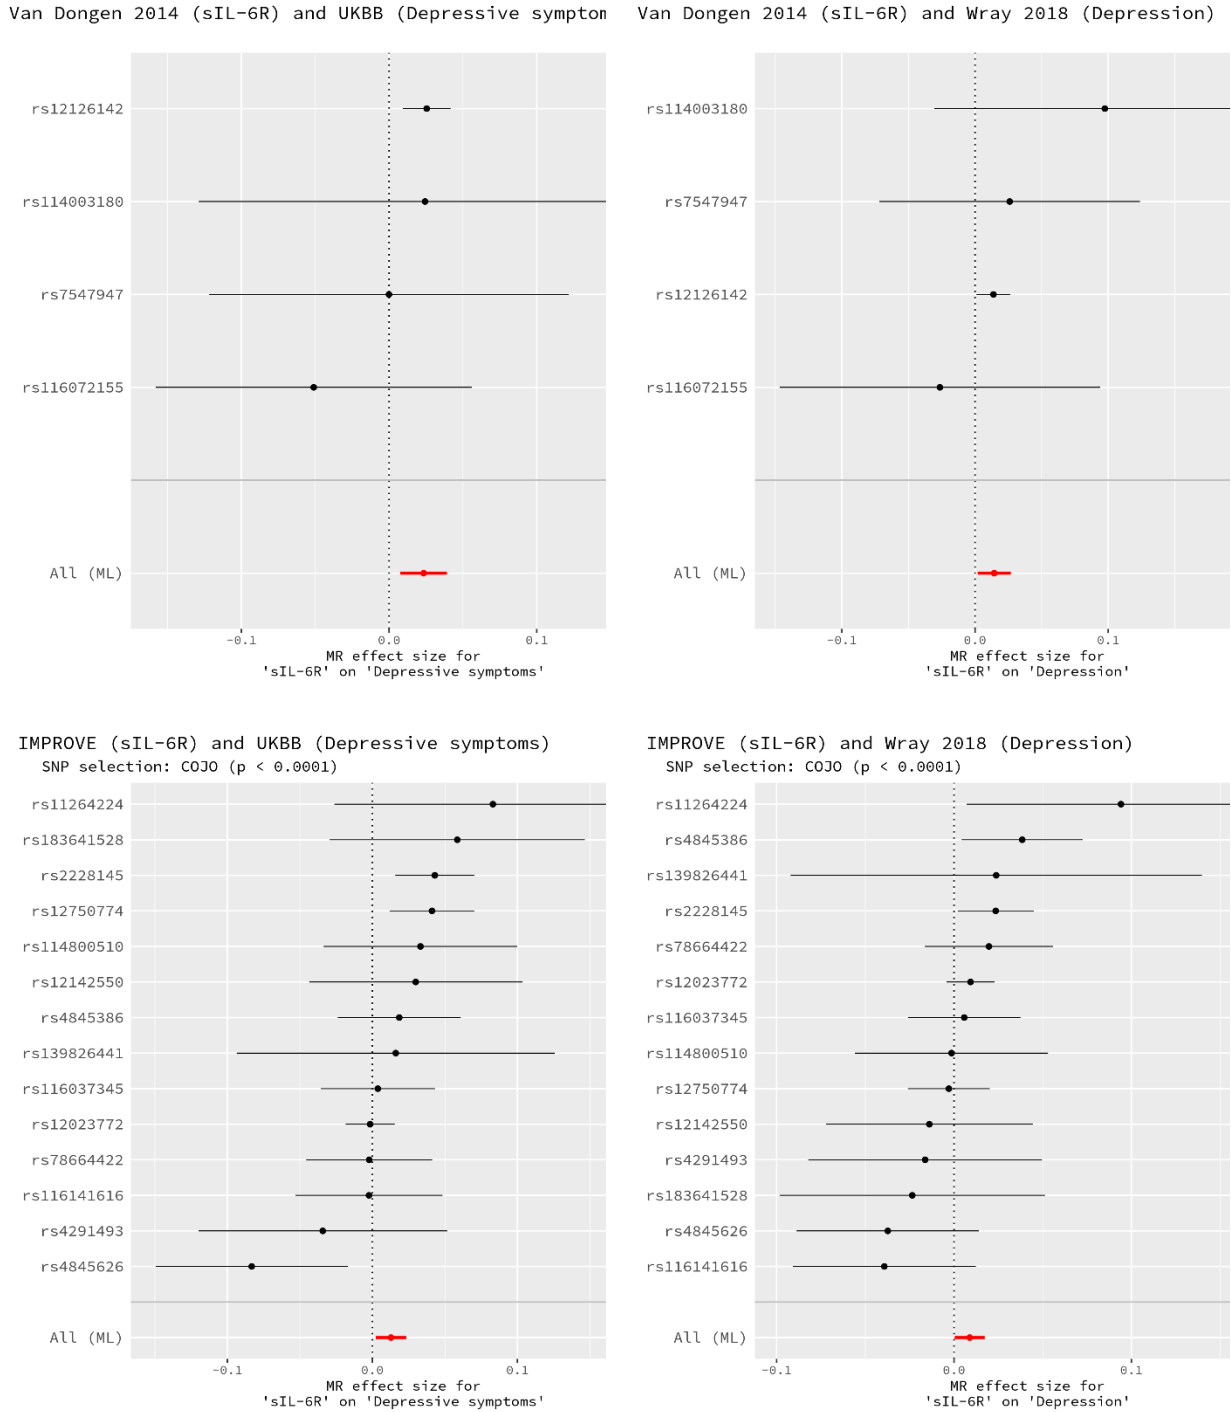 Van Dongen 2014 (sIL-6R) and UKBB (Depressive symptom
rs12126142
rs114003180
rs7547947
rs116072155
All (ML)
-0.1 0.0 0.1
MR effect size for
'sIL-6R' on 'Depressive symptoms'
Van Dongen 2014 (sIL-6R) and Wray 2018 (Depression)
rs114003180
rs7547947
rs12126142
rs116072155
All (ML)
-0.1 0.0 0.1
MR effect size for
'sIL-6R' on 'Depression'
IMPROVE (sIL-6R) and UKBB (Depressive symptoms)
SNP selection: COJO (p < 0.0001)
rs11264224
rs183641528
rs2228145
rs12750774
rs114800510
rs12142550
rs4845386
rs139826441
rs116037345
rs12023772
rs78664422
rs116141616
rs4291493
rs4845626
All (ML)
-0.1 0.0 0.1
MR effect size for
'sIL-6R' on 'Depressive symptoms'
IMPROVE (sIL-6R) and Wray 2018 (Depression)
SNP selection: COJO (p < 0.0001)
rs11264224
rs4845386
rs139826441
rs2228145
rs78664422
rs12023772
rs116037345
rs114800510
rs12750774
rs12142550
rs4291493
rs183641528
rs4845626
rs116141616
All (ML)
-0.1 0.0 0.1
MR effect size for
'sIL-6R' on 'Depression'